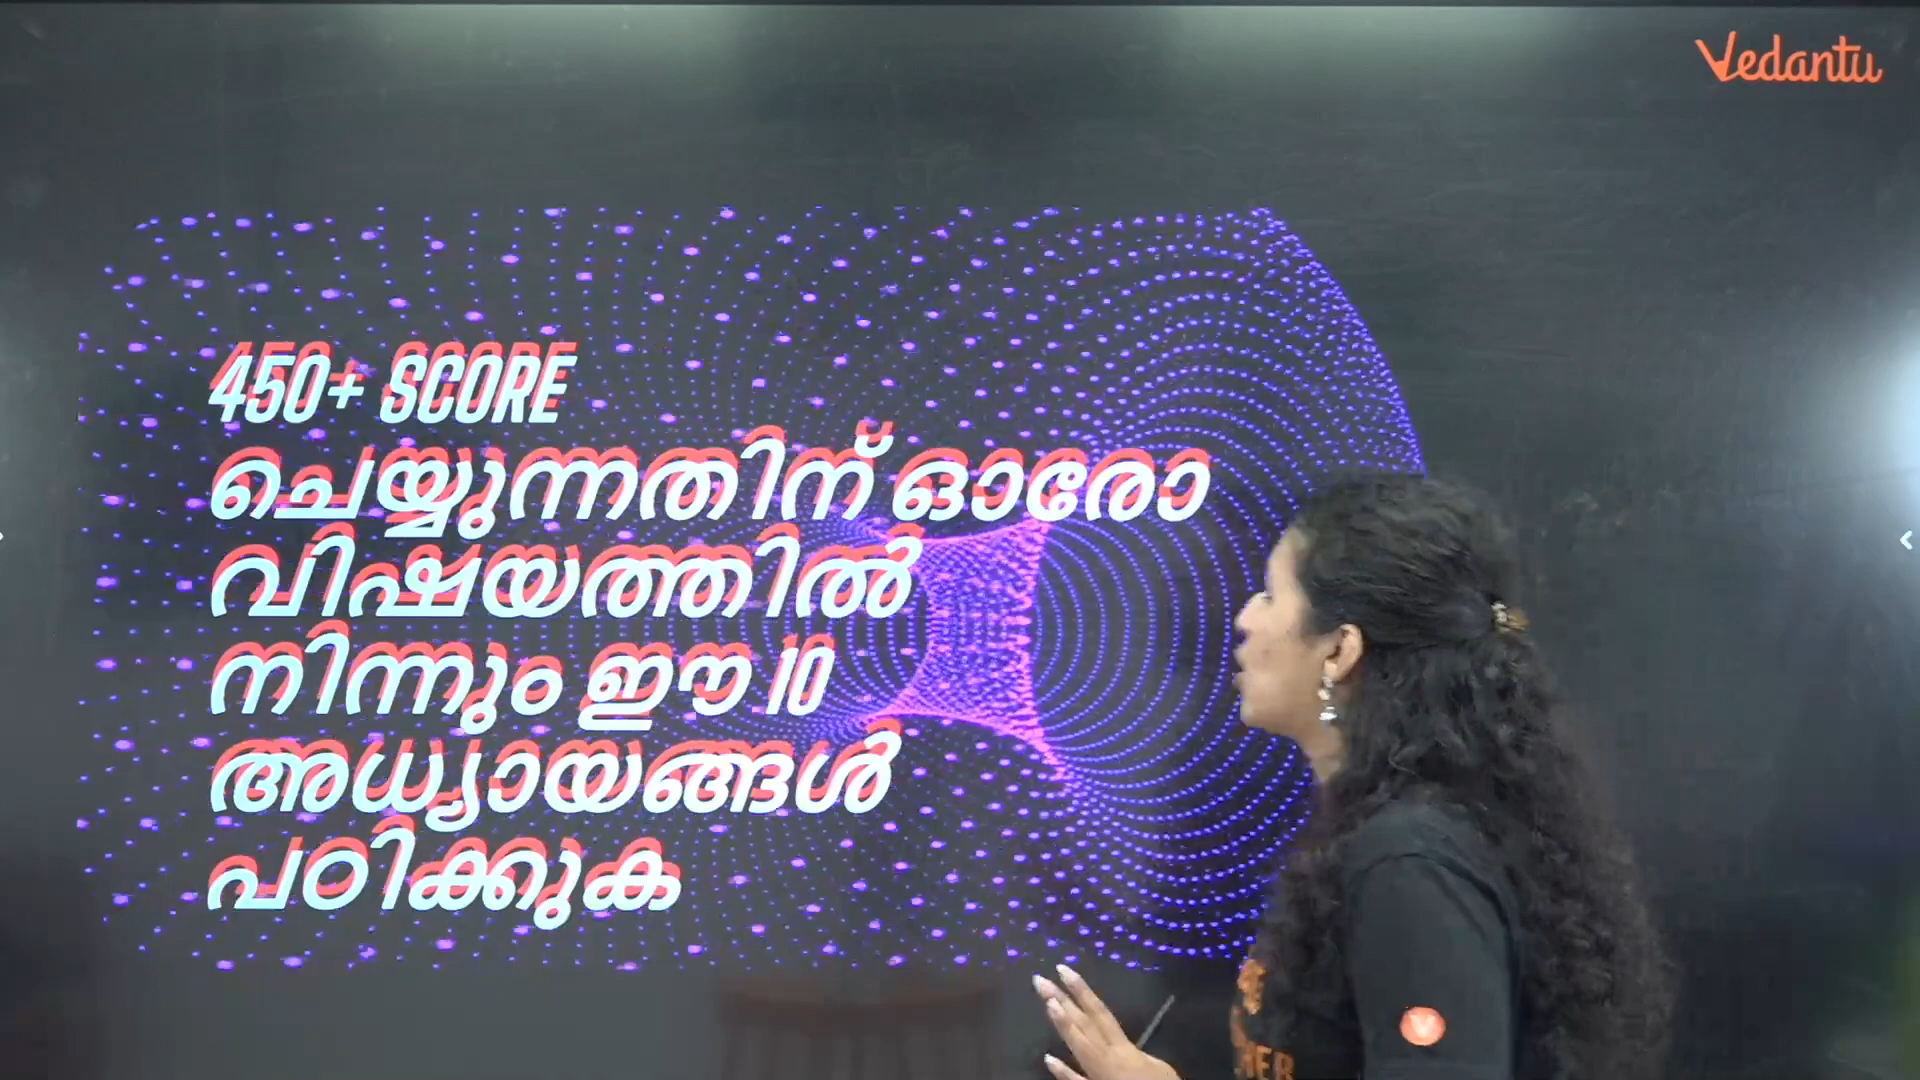 Vedantu
450+ SCORE
ചെയ്യുന്നതിന് ഓരോ
വിഷയത്തിൽ
നിന്നും ഈ 10
അധ്യായങ്ങൾ
പഠിക്കുക